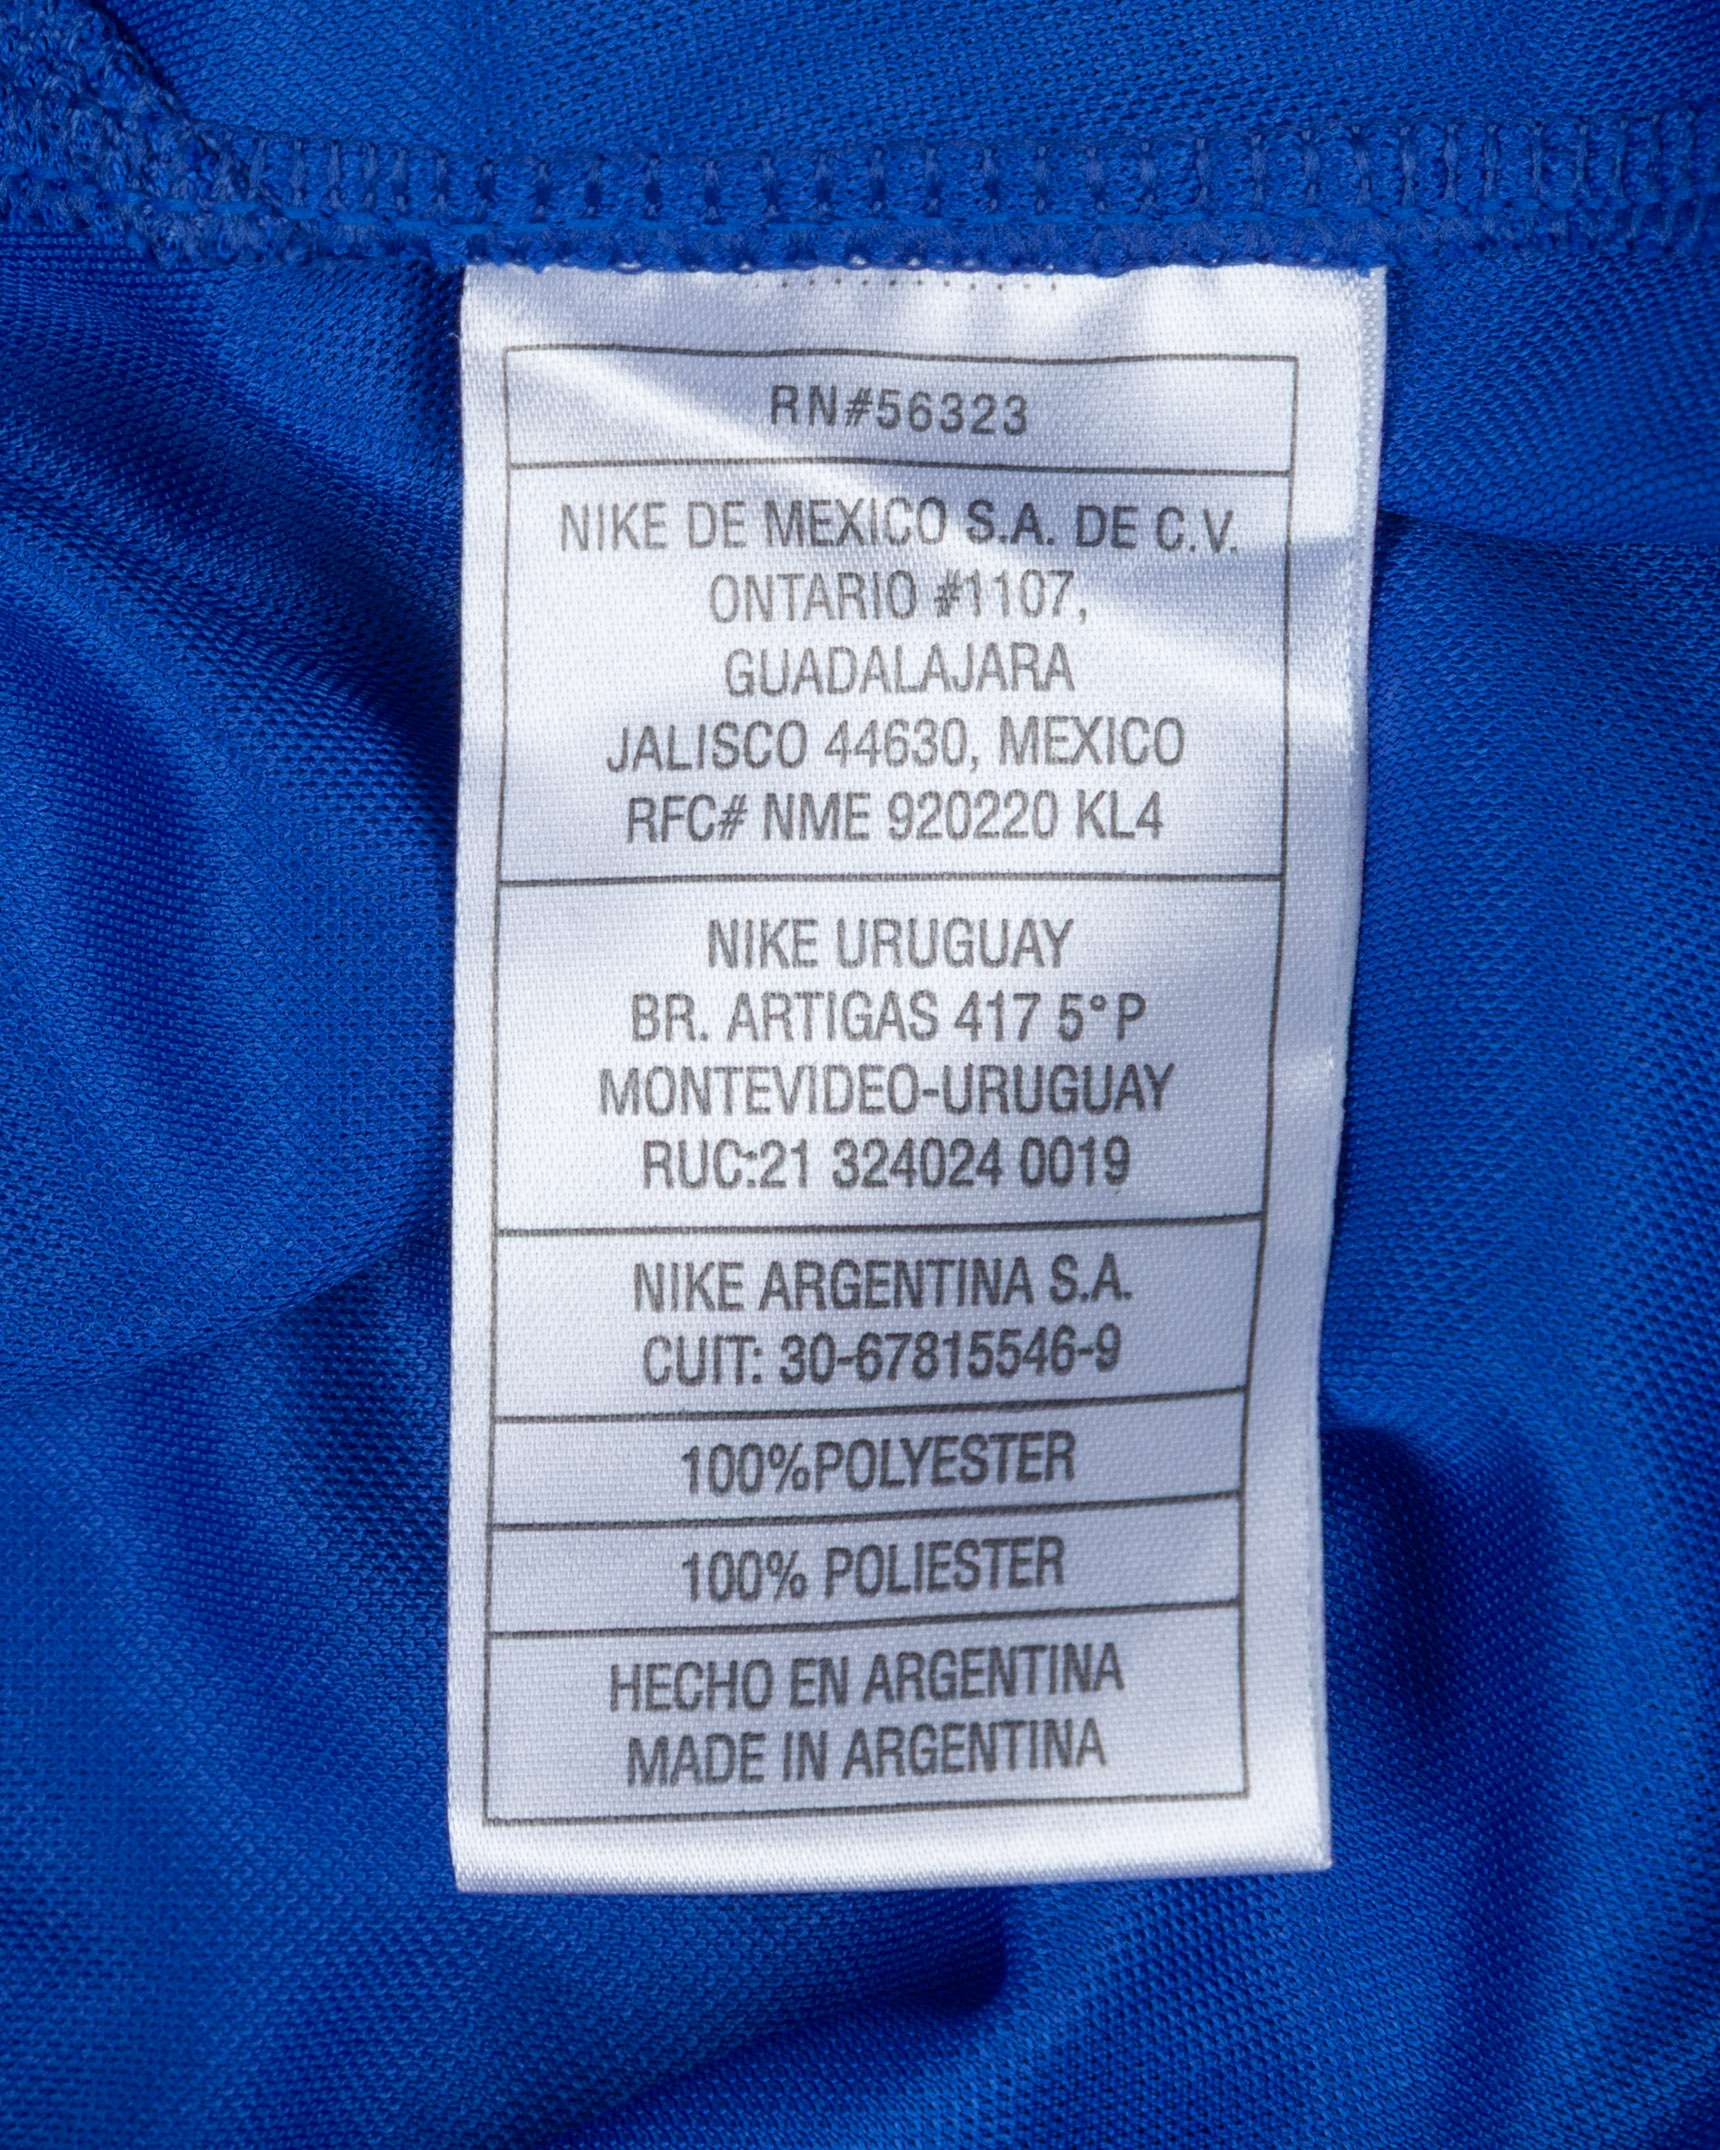 RN#56323
NIKE DE MEXICO S.A. DE C.V.
ONTARIO #1107,
GUADALAJARA
JALISCO 44630, MEXICO
RFC# NME 920220 KL4
NIKE URUGUAY
BR. ARTIGAS 417 5° P
MONTEVIDEO-URUGUAY
RUC:21 324024 0019
NIKE ARGENTINA S.A.
CUIT: 30-67815546-9
100%POLYESTER
100% POLIESTER
HECHO EN ARGENTINA
MADE IN ARGENTINA